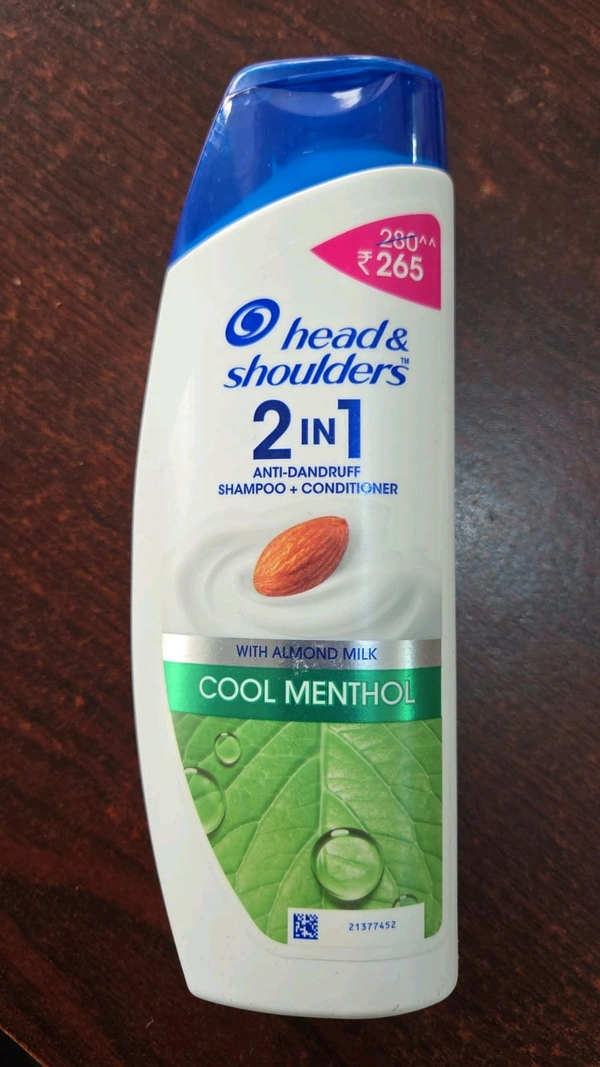 280^^
₹265
head &
shoulders™
2 IN 1
ANTI-DANDRUFF
SHAMPOO + CONDITIONER
WITH ALMOND MILK
COOL MENTHOL
21377452